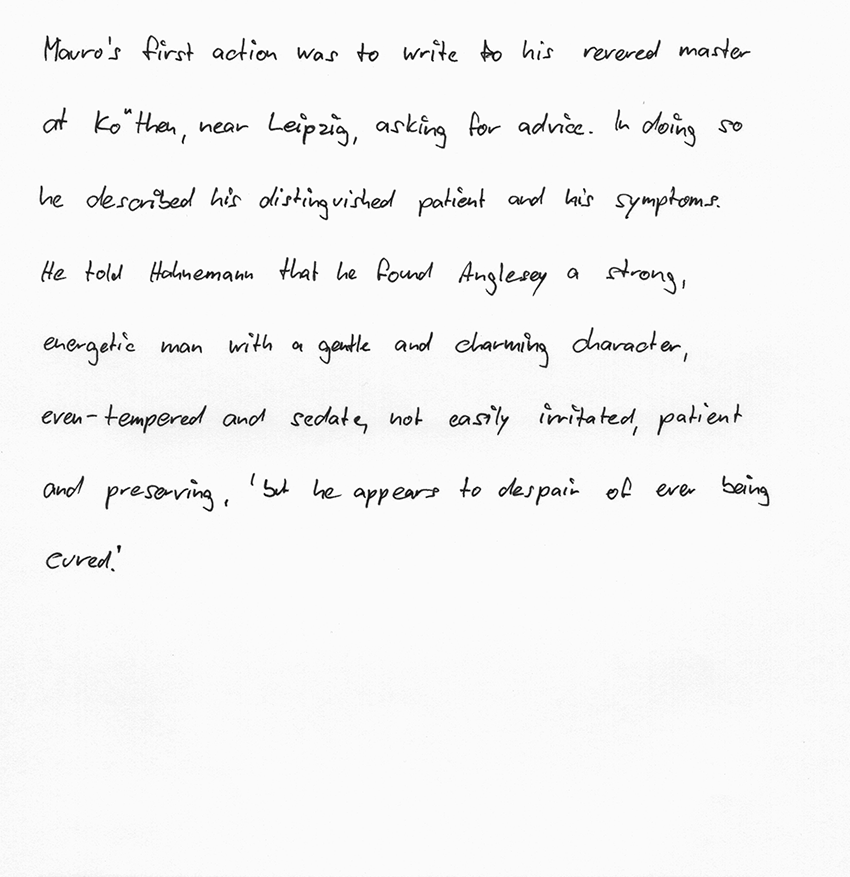 Mauro's first action was to write to his revered master
at Ko"then, near Leipzig, asking for advice. In doing so
he described his distinguished patient and his symptoms.
He told Hahnemann that he found Anglesey a strong,
energetic man with a gentle and charming character,
even-tempered and sedate, not easily irritated, patient
and preserving, 'but he appears to despair of ever being
cured.'